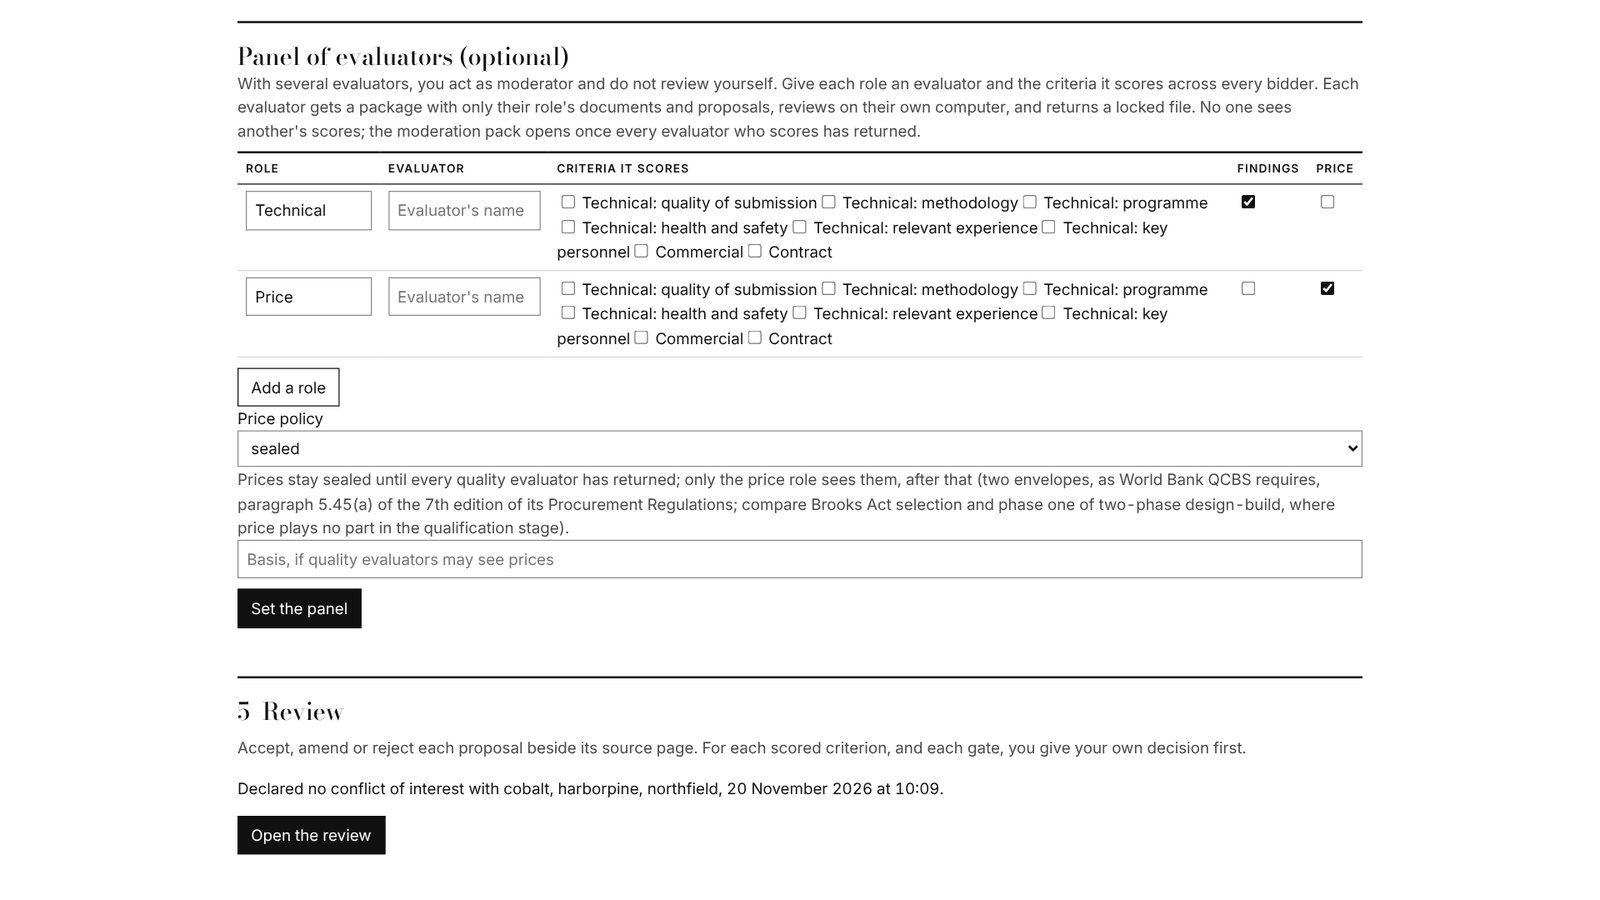 Panel of evaluators (optional)
With several evaluators, you act as moderator and do not review yourself. Give each role an evaluator and the criteria it scores across every bidder. Each
evaluator gets a package with only their role's documents and proposals, reviews on their own computer, and returns a locked file. No one sees
another's scores; the moderation pack opens once every evaluator who scores has returned.
ROLE EVALUATOR CRITERIA IT SCORES FINDINGS PRICE
Technical Evaluator's name Technical: quality of submission Technical: methodology Technical: programme
Technical: health and safety Technical: relevant experience Technical: key
personnel Commercial Contract
Price Evaluator's name Technical: quality of submission Technical: methodology Technical: programme
Technical: health and safety Technical: relevant experience Technical: key
personnel Commercial Contract
Add a role
Price policy
sealed
Prices stay sealed until every quality evaluator has returned; only the price role sees them, after that (two envelopes, as World Bank QCBS requires,
paragraph 5.45(a) of the 7th edition of its Procurement Regulations; compare Brooks Act selection and phase one of two-phase design-build, where
price plays no part in the qualification stage).
Basis, if quality evaluators may see prices
Set the panel
5 Review
Accept, amend or reject each proposal beside its source page. For each scored criterion, and each gate, you give your own decision first.
Declared no conflict of interest with cobalt, harborpine, northfield, 20 November 2026 at 10:09.
Open the review